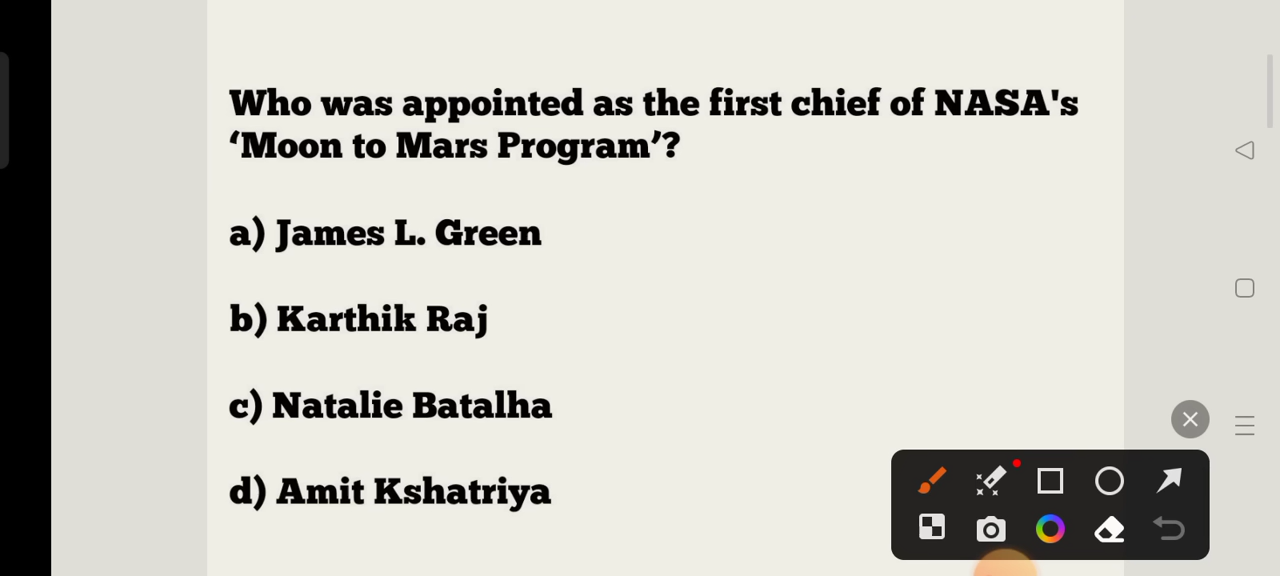 Who was appointed as the first chief of NASA's
‘Moon to Mars Program’?
a) James L. Green
b) Karthik Raj
c) Natalie Batalha
d) Amit Kshatriya